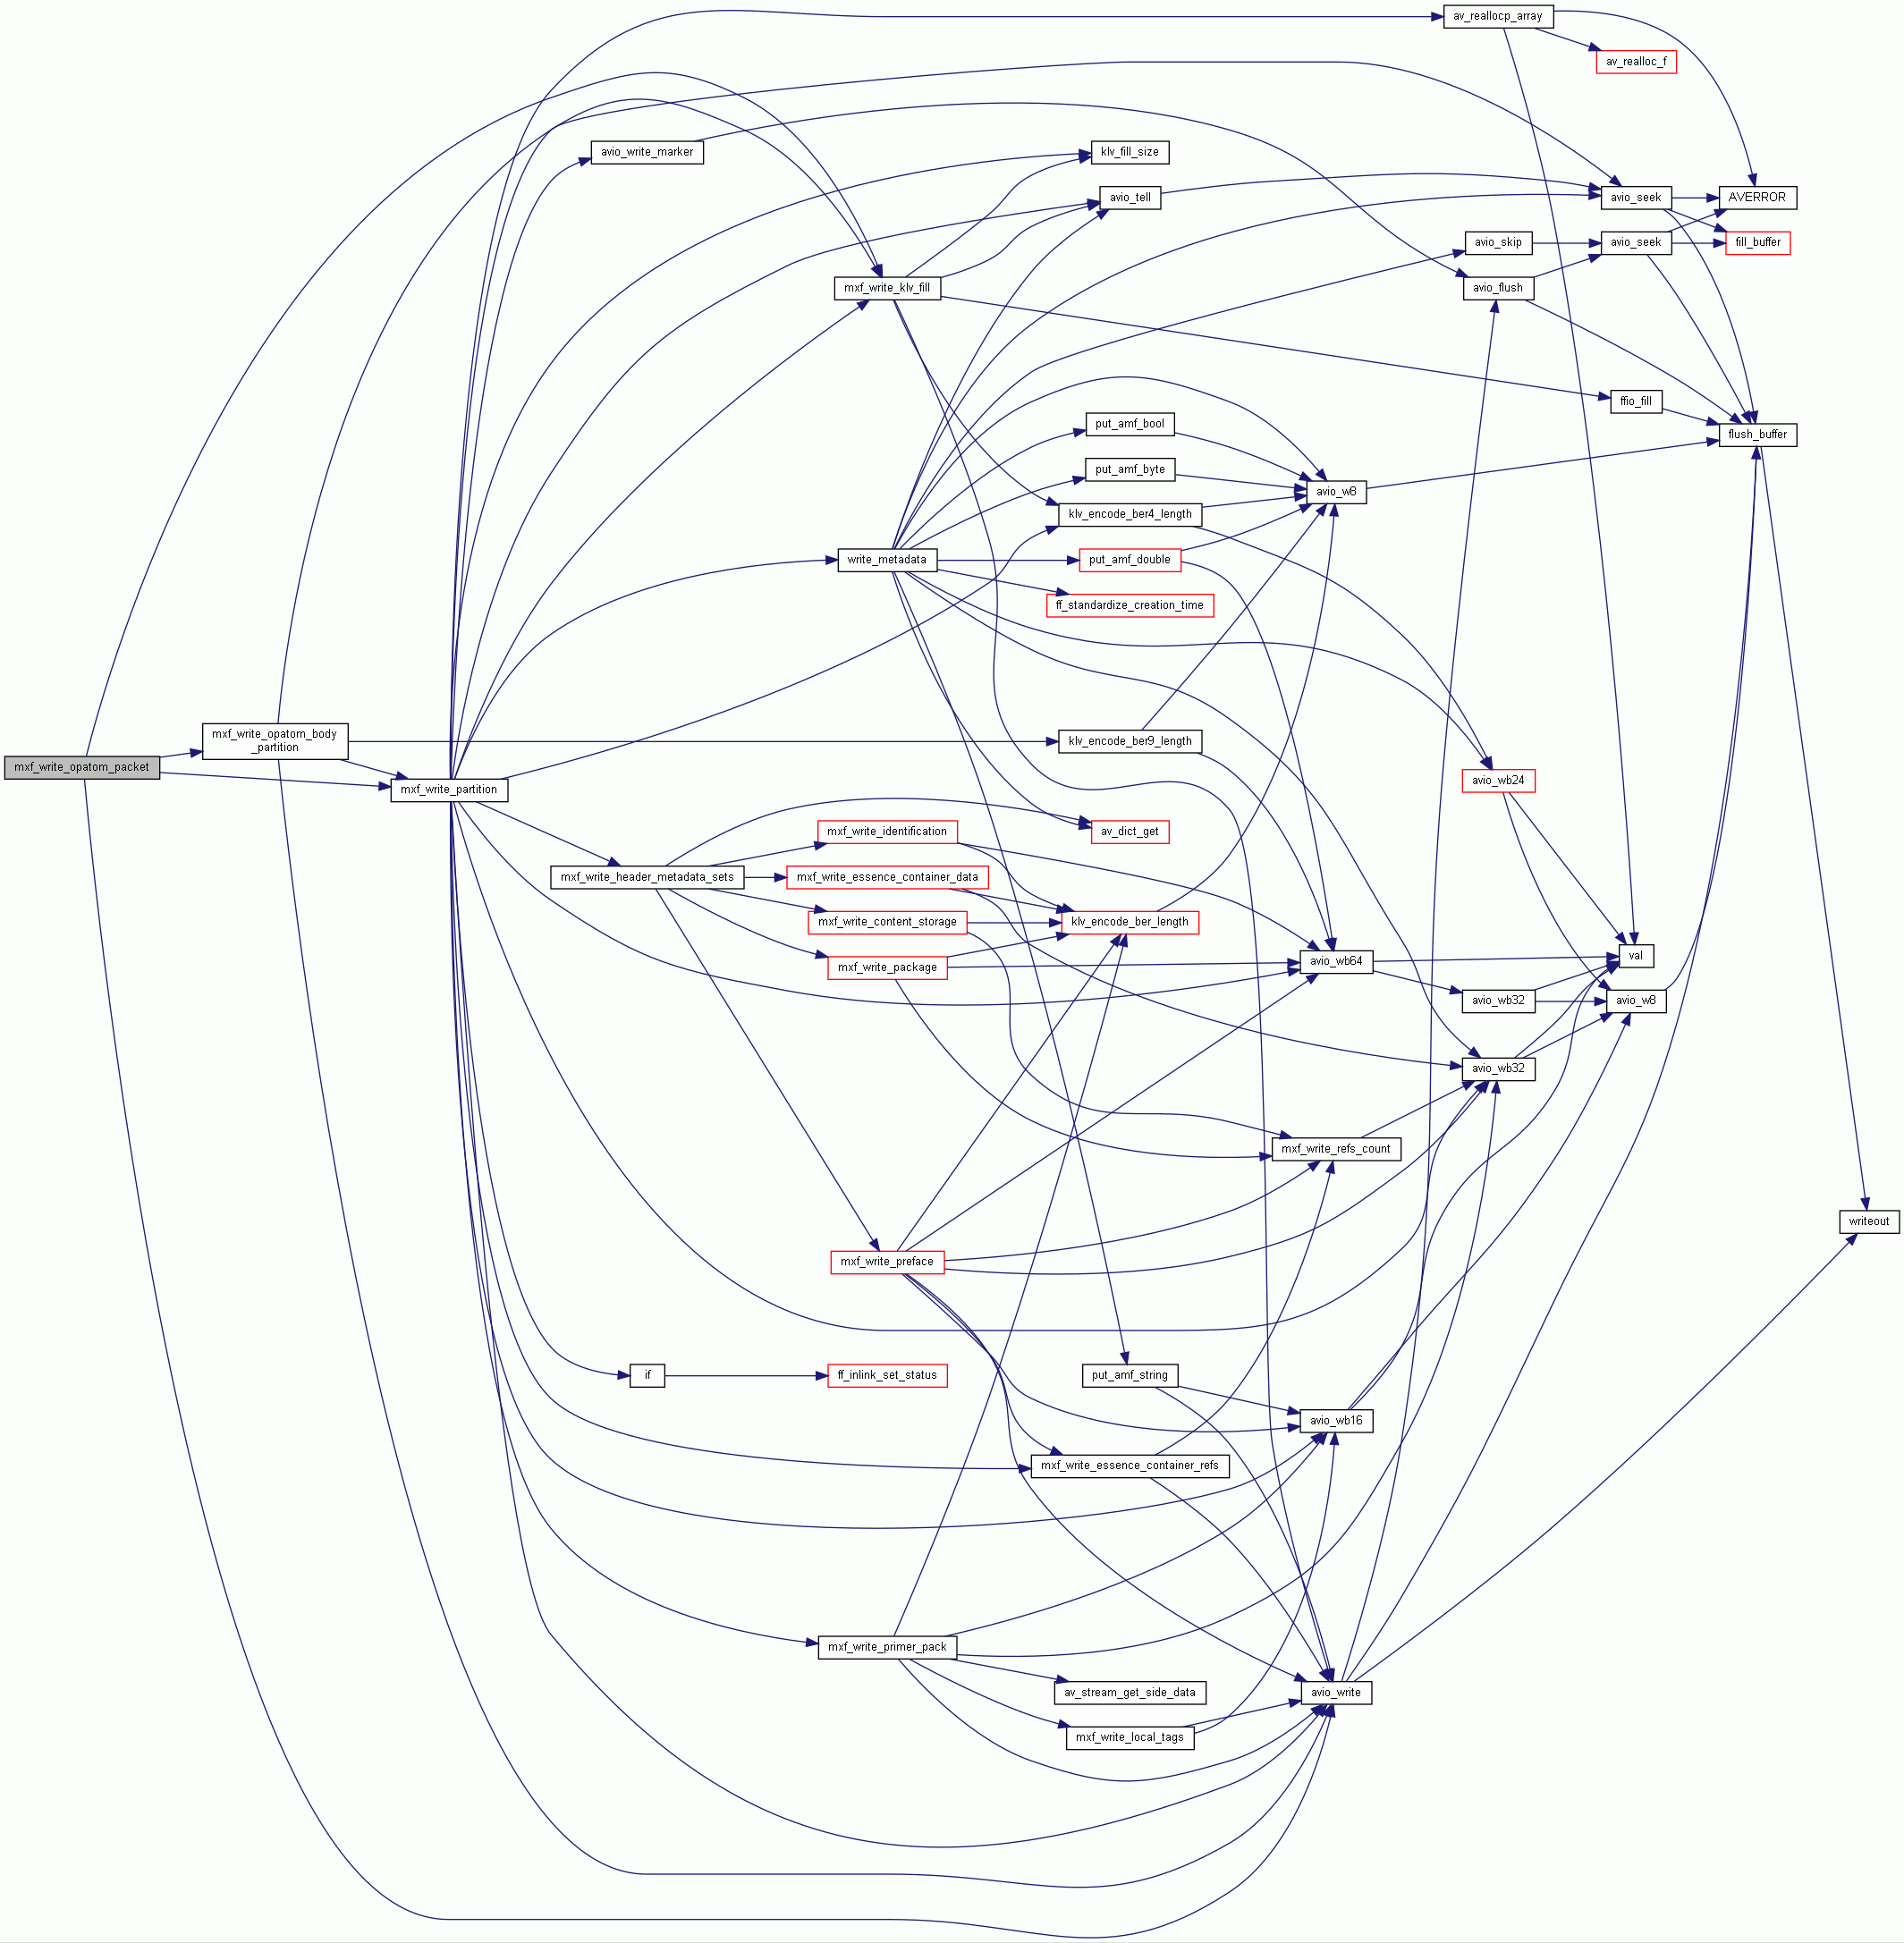 av_reallocp_array
av_realloc_f
avio_write_marker
klv_fill_size
avio_tell
avio_seek
AVERROR
avio_skip
avio_seek
fill_buffer
mxf_write_klv_fill
avio_flush
ffio_fill
put_amf_bool
flush_buffer
put_amf_byte
avio_w8
klv_encode_ber4_length
write_metadata
put_amf_double
ff_standardize_creation_time
mxf_write_opatom_body
_partition
klv_encode_ber9_length
mxf_write_opatom_packet
avio_wb24
mxf_write_partition
mxf_write_identification
av_dict_get
mxf_write_header_metadata_sets
mxf_write_essence_container_data
mxf_write_content_storage
klv_encode_ber_length
mxf_write_package
avio_wb64
val
avio_wb32
avio_w8
avio_wb32
mxf_write_refs_count
writeout
mxf_write_preface
if
ff_inlink_set_status
put_amf_string
avio_wb16
mxf_write_essence_container_refs
mxf_write_primer_pack
av_stream_get_side_data
avio_write
mxf_write_local_tags